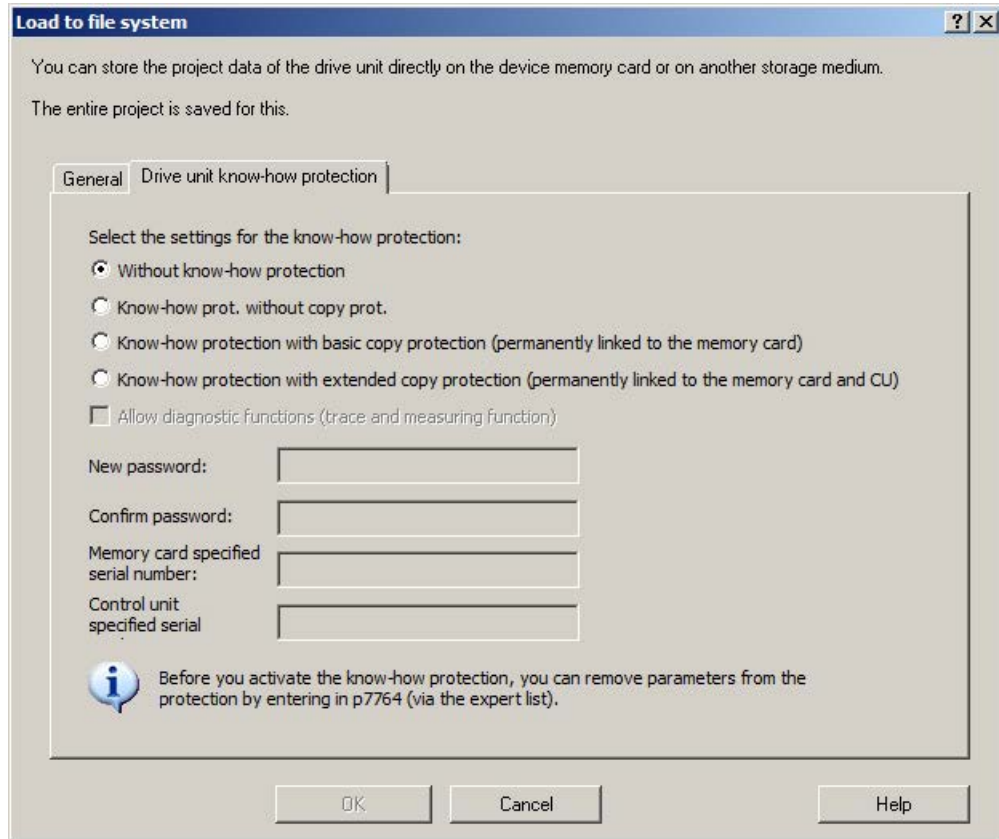 Load to file system
You can store the project data of the drive unit directly on the device memory card or on another storage medium.
The entire project is saved for this.
General
Drive unit know-how protection
Select the settings for the know-how protection:
Without know-how protection
Know-how prot. without copy prot.
Know-how protection with basic copy protection (permanently linked to the memory card)
Know-how protection with extended copy protection (permanently linked to the memory card and CU)
Allow diagnostic functions (trace and measuring function)
New password:
Confirm password:
Memory card specified
serial number:
Control unit
specified serial
Before you activate the know-how protection, you can remove parameters from the
protection by entering in p7764 (via the expert list).
OK
Cancel
Help